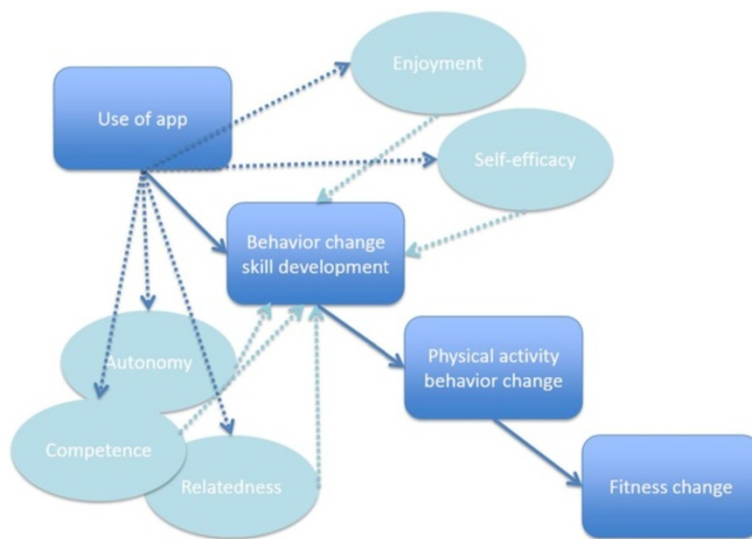 Enjoyment
Use of app
Self-efficacy
Behavior change
skill development
Autonomy
Physical activity
behavior change
Competence
Relatedness
Fitness change